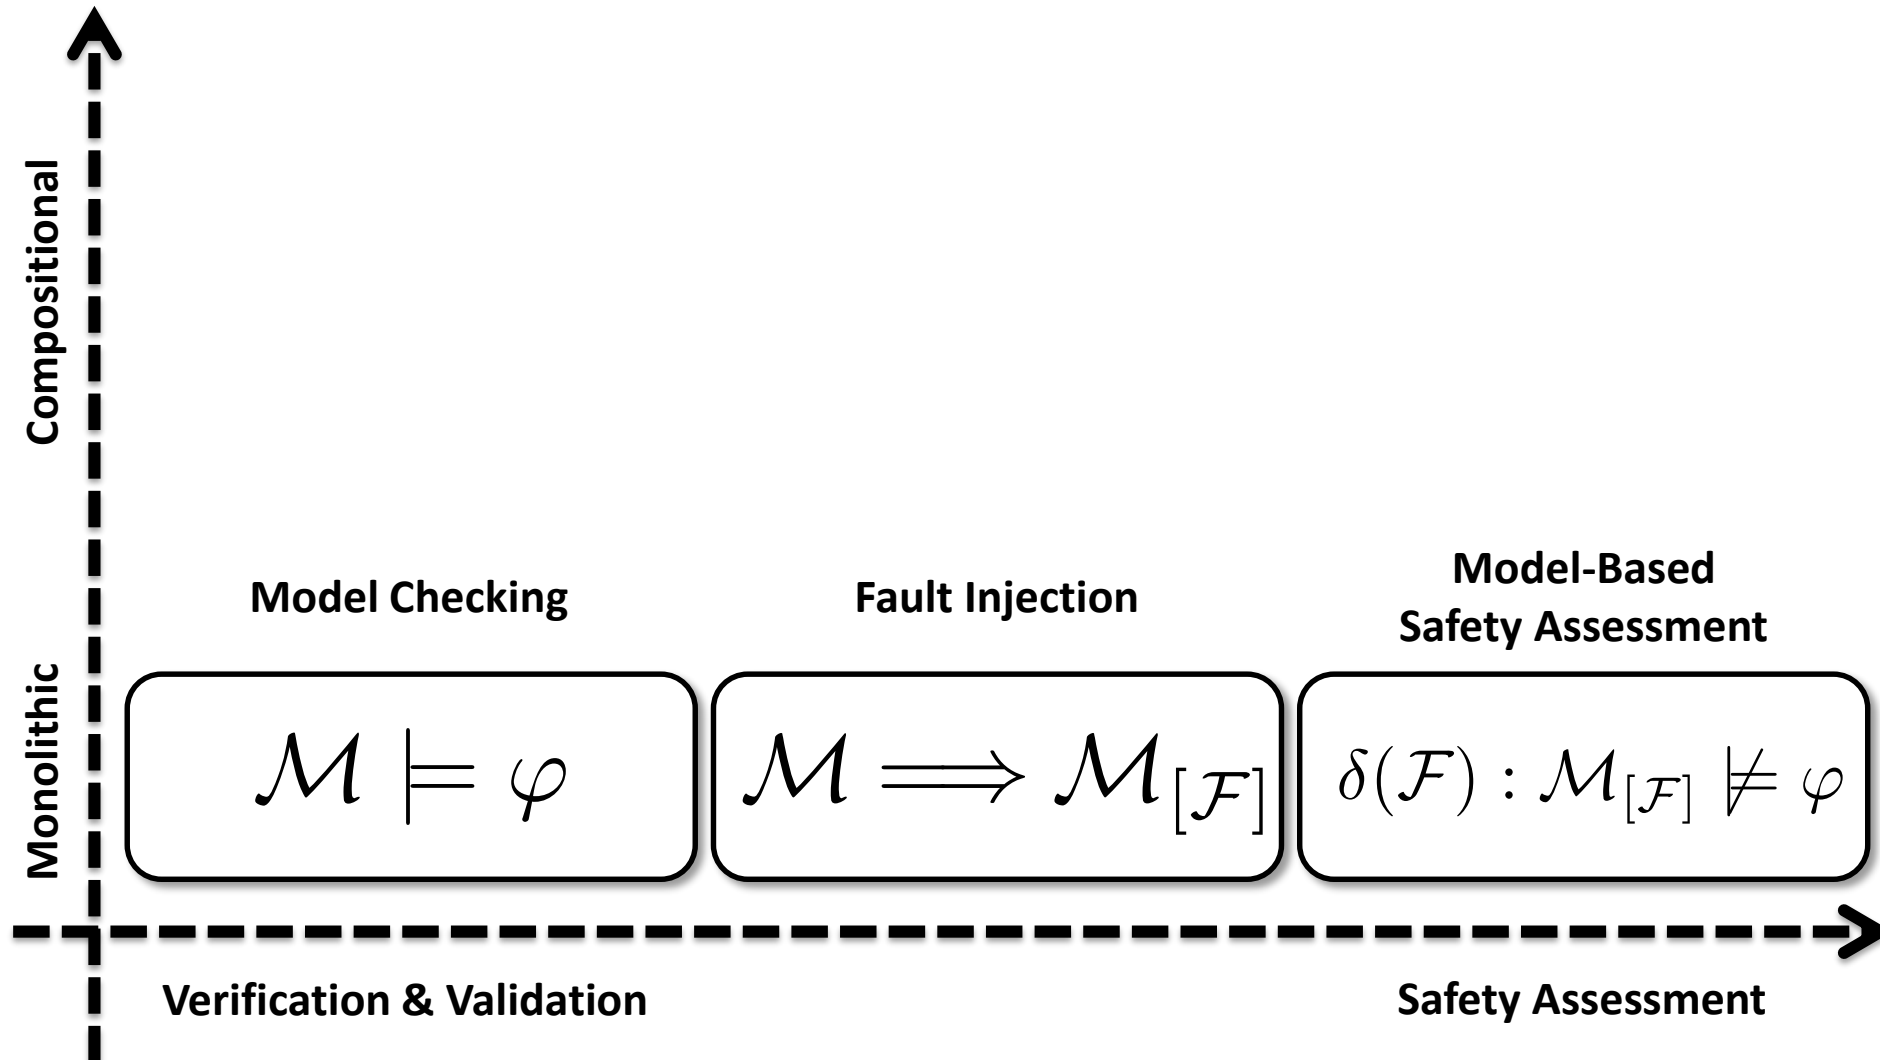 Compositional
Model Checking
Fault Injection
Model-Based
Safety Assessment
Monolithic
ℳ ⊨ φ
ℳ ⟹ ℳ[ℱ]
δ(ℱ) : ℳ[ℱ] ⊭ φ
Verification & Validation
Safety Assessment